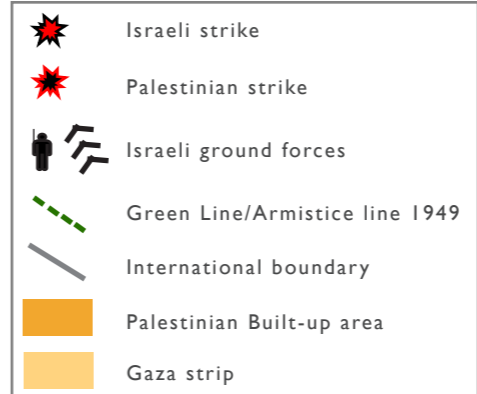 Israeli strike
Palestinian strike
Israeli ground forces
Green Line/Armistice line 1949
International boundary
Palestinian Built-up area
Gaza strip